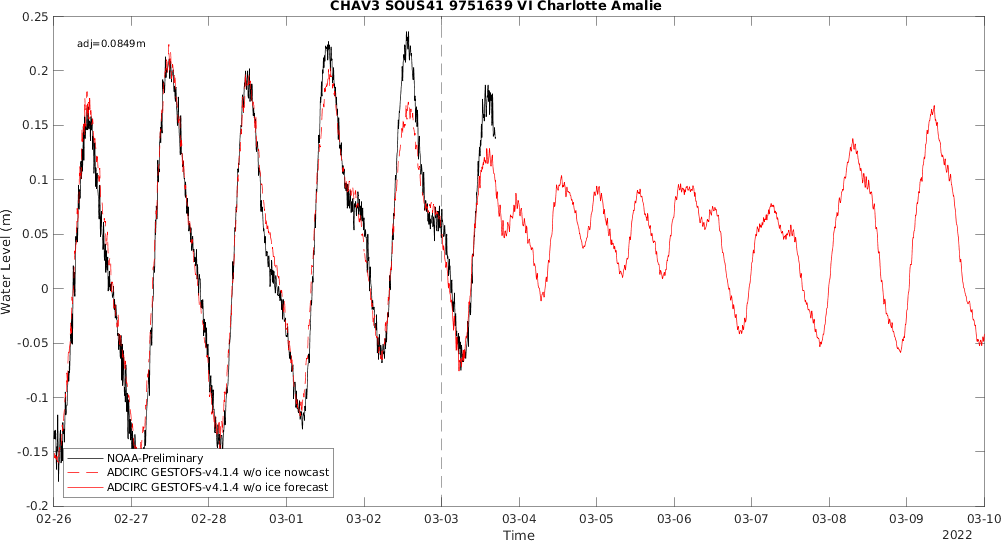 CHAV3 SOUS41 9751639 VI Charlotte Amalie
adj=0.0849m
0.25
0.2
0.15
0.1
0.05
0
-0.05
-0.1
-0.15
-0.2
Water Level (m)
NOAA-Preliminary
ADCIRC GESTOFS-v4.1.4 w/o ice nowcast
ADCIRC GESTOFS-v4.1.4 w/o ice forecast
02-26 02-27 02-28 03-01 03-02 03-03 03-04 03-05 03-06 03-07 03-08 03-09 03-10
Time
2022